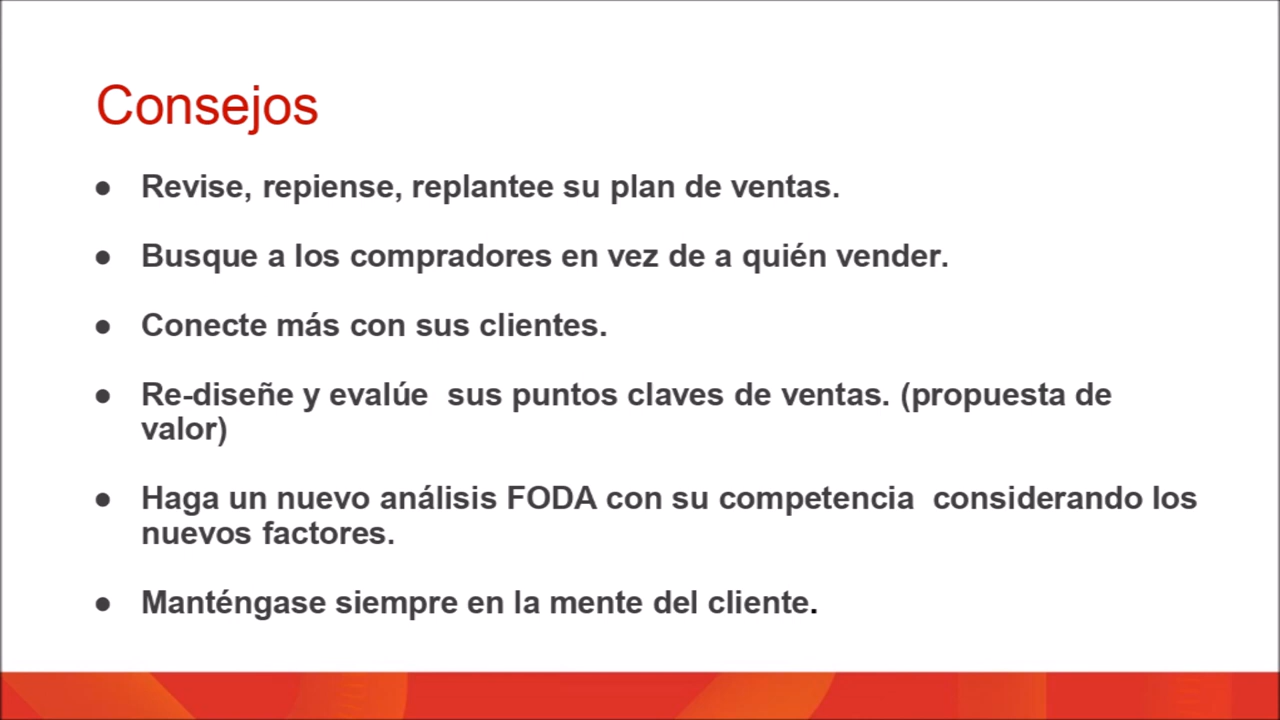 Consejos
● Revise, repiense, replantee su plan de ventas.
● Busque a los compradores en vez de a quién vender.
● Conecte más con sus clientes.
● Re-diseñe y evalúe  sus puntos claves de ventas. (propuesta de
valor)
● Haga un nuevo análisis FODA con su competencia  considerando los
nuevos factores.
● Manténgase siempre en la mente del cliente.